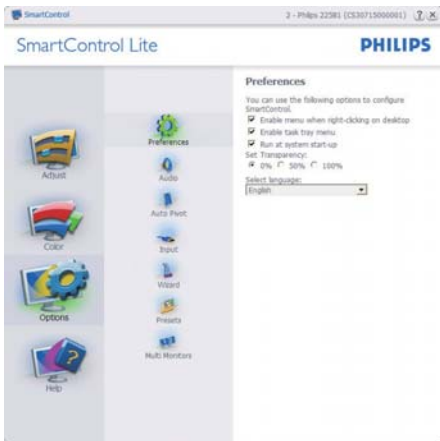 SmartControl
2 - Philips 225B1 (CS30715000001)
SmartControl Lite
PHILIPS
Adjust
Color
Options
Help
Preferences
Audio
Auto Pivot
Input
Wizard
Presets
Multi Monitors
Preferences
You can use the following options to configure
SmartControl.
Enable menu when right-clicking on desktop
Enable task tray menu
Run at system start-up
Set Transparency:
0% 50% 100%
Select language:
English